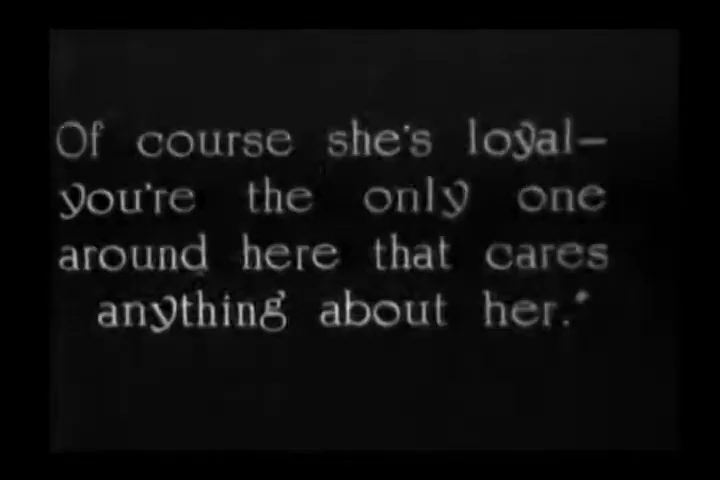 Of course she's loyal—
you're the only one
around here that cares
anything about her."